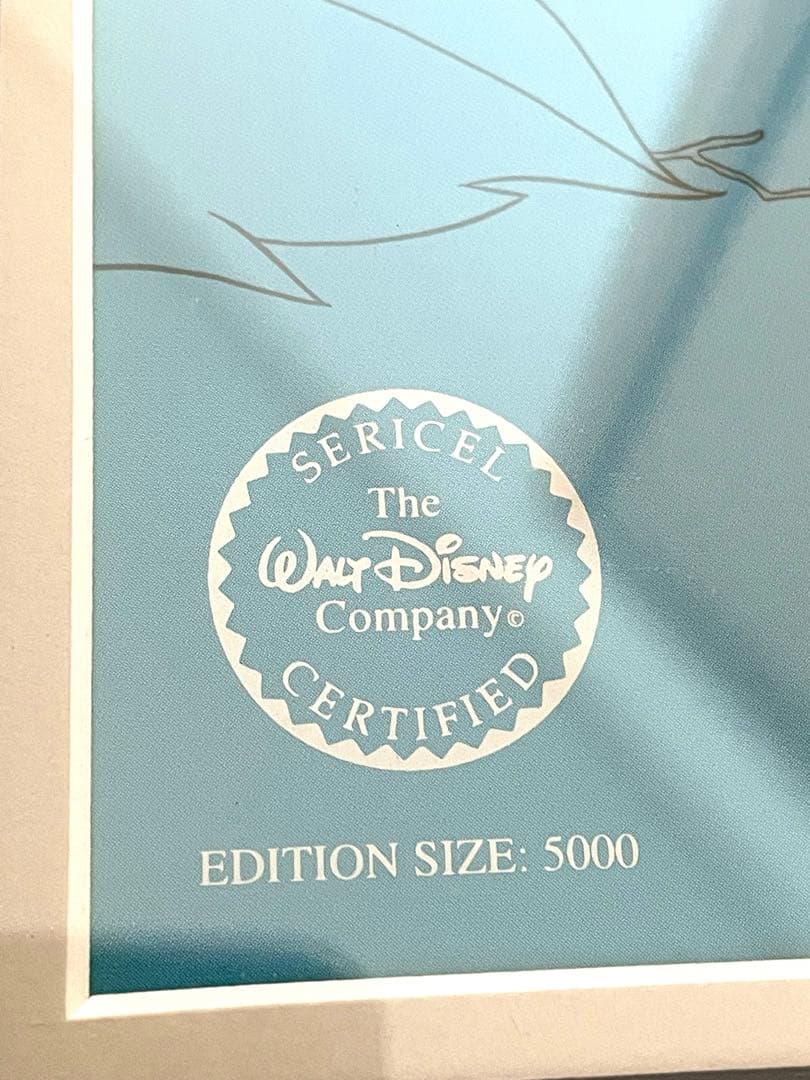 SERICEL
The
WALT DISNEY
Company©
CERTIFIED
EDITION SIZE: 5000